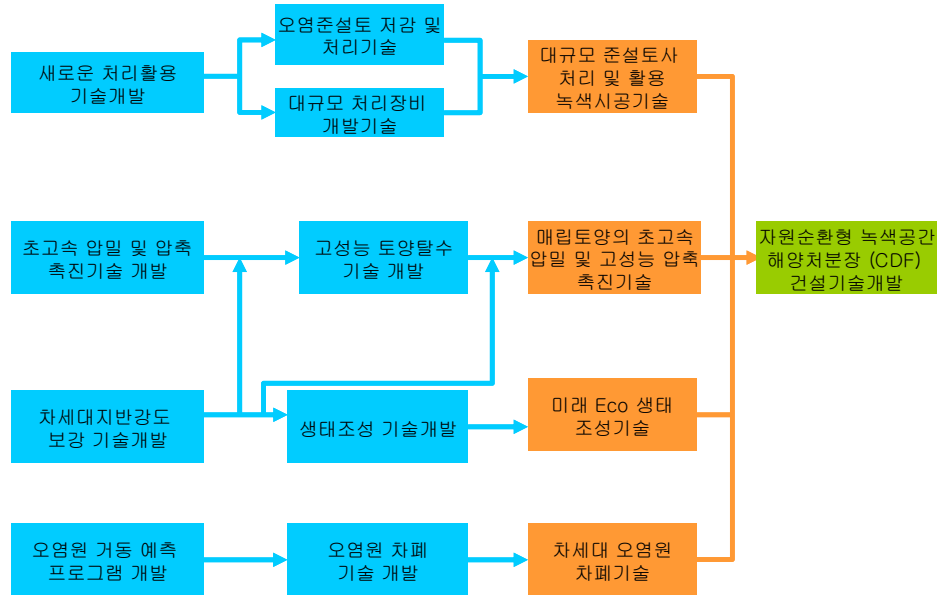 새로운 처리활용
기술개발
오염준설토 저감 및
처리기술
대규모 처리장비
개발기술
대규모 준설토사
처리 및 활용
녹색시공기술
초고속 압밀 및 압축
촉진기술 개발
고성능 토양탈수
기술 개발
매립토양의 초고속
압밀 및 고성능 압축
촉진기술
자원순환형 녹색공간
해양처분장 (CDF)
건설기술개발
차세대지반강도
보강 기술개발
생태조성 기술개발
미래 Eco 생태
조성기술
오염원 거동 예측
프로그램 개발
오염원 차폐
기술 개발
차세대 오염원
차폐기술